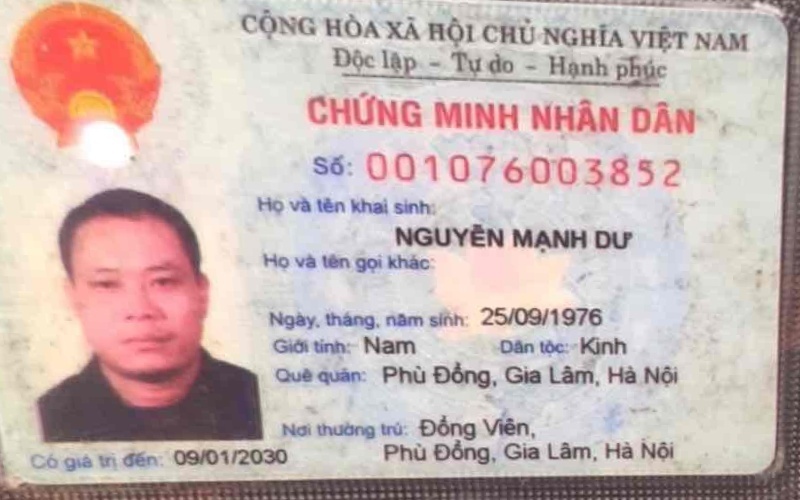 CỘNG HÒA XÃ HỘI CHỦ NGHĨA VIỆT NAM
Độc lập - Tự do - Hạnh phúc
CHỨNG MINH NHÂN DÂN
Số: 001076003852
Họ và tên khai sinh:
NGUYỄN MẠNH DƯ
Họ và tên gọi khác:
Ngày, tháng, năm sinh: 25/09/1976
Giới tính: Nam Dân tộc: Kinh
Quê quán: Phù Đổng, Gia Lâm, Hà Nội
Nơi thường trú: Đổng Viên,
Phù Đổng, Gia Lâm, Hà Nội
Có giá trị đến: 09/01/2030